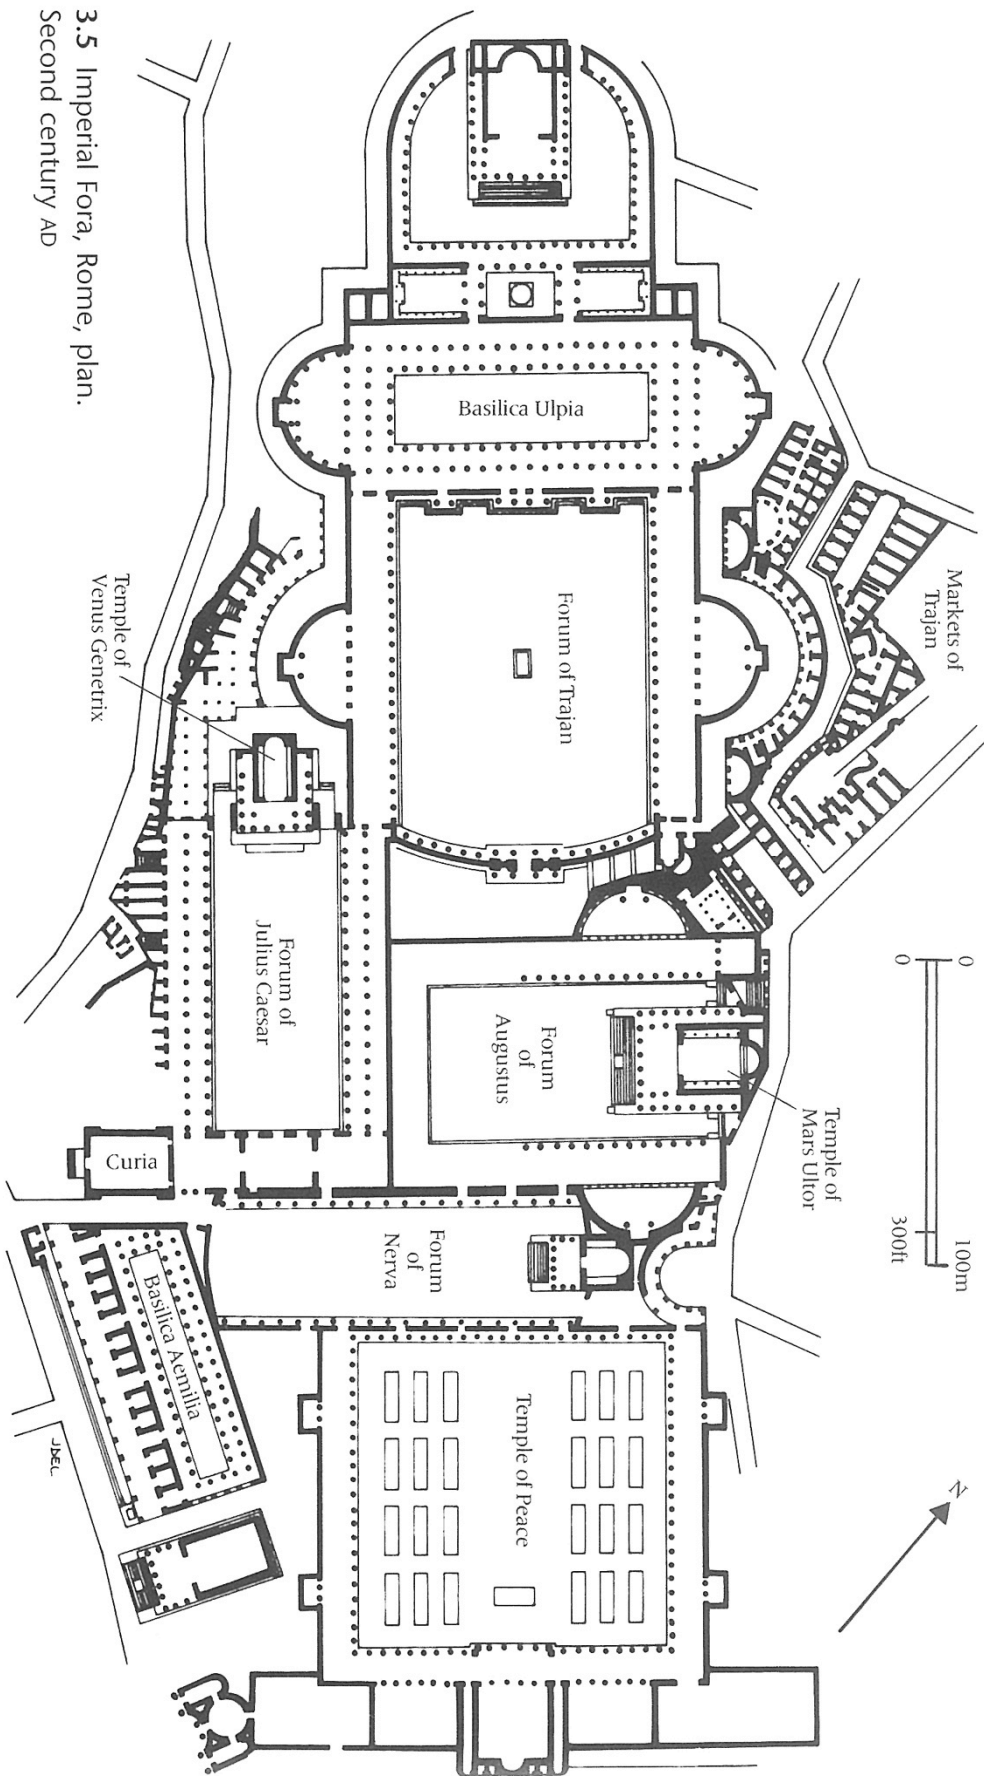 3.5 Imperial Fora, Rome, plan.
Second century AD
Basilica Ulpia
Markets of
Trajan
Forum of Trajan
Temple of
Venus Genetrix
Forum of
Julius Caesar
Forum
of
Augustus
Temple of
Mars Ultor
0
100m
0
300ft
Curia
Forum
of
Nerva
Basilica Aemilia
Temple of Peace
N
JDEL